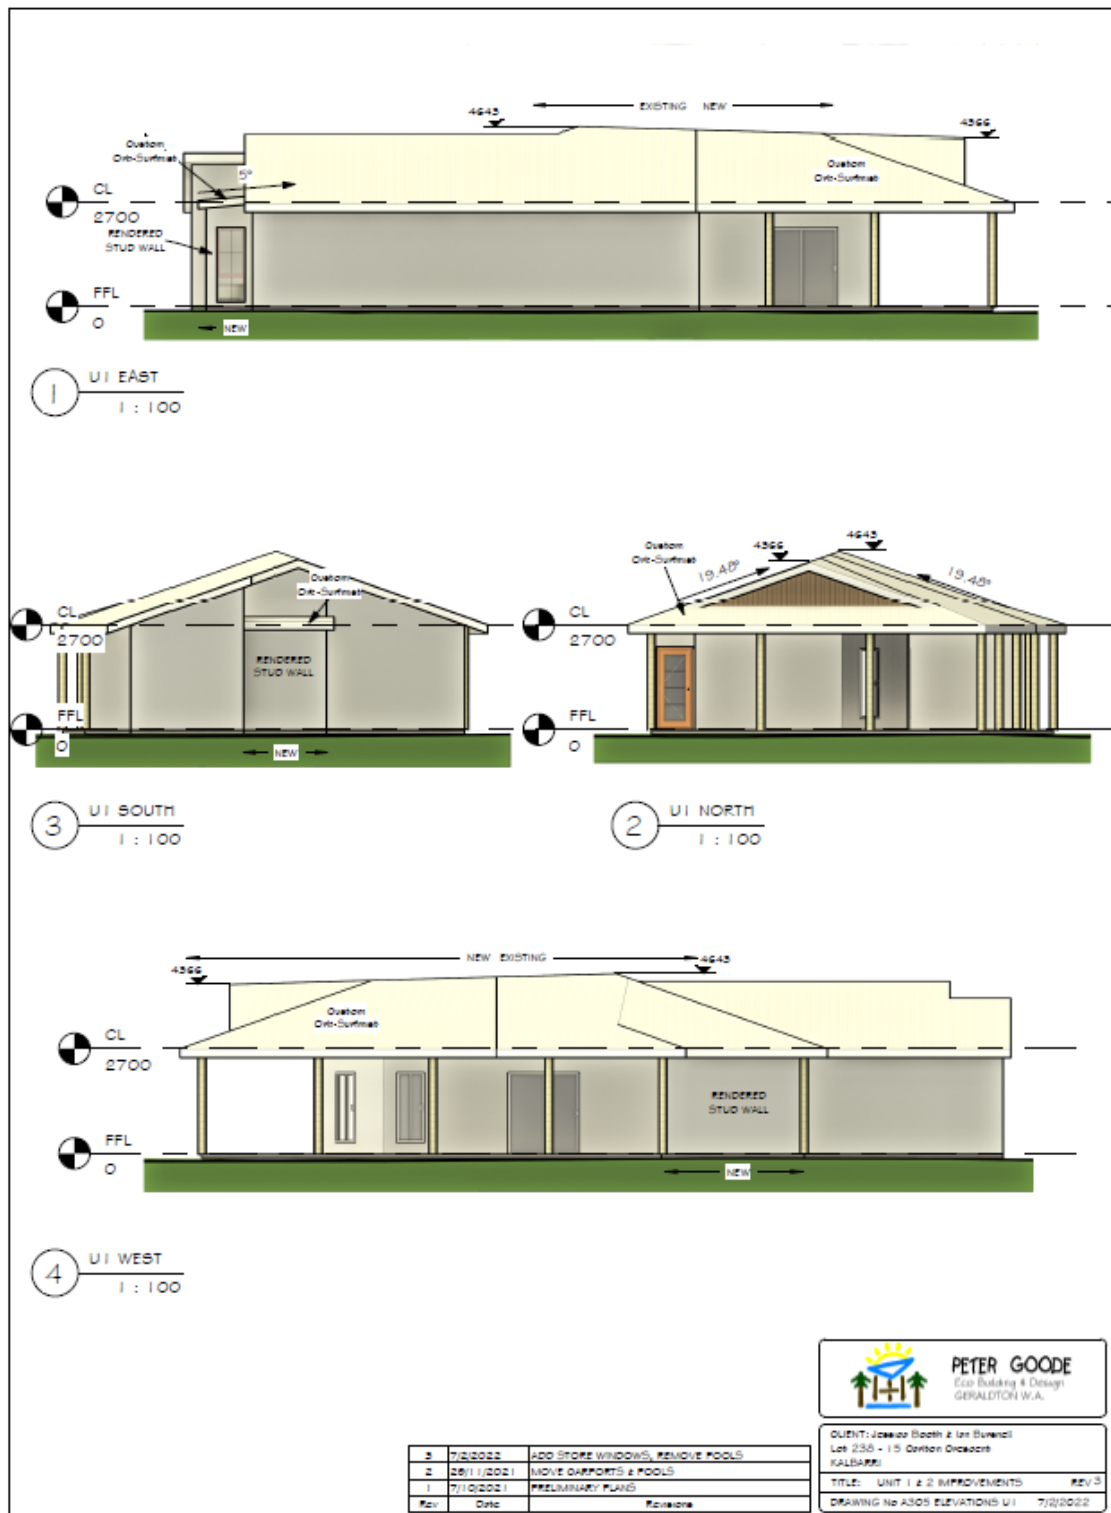 EXISTING NEW
4643
4366
Custom
Orb-Surfmist
Custom
Orb-Surfmist
5°
CL
2700
RENDERED
STUD WALL
FFL
0
NEW
1
U1 EAST
1 : 100
Custom
Orb-Surfmist
CL
2700
RENDERED
STUD WALL
FFL
0
NEW
3
U1 SOUTH
1 : 100
Custom
Orb-Surfmist
4366
4643
19.48°
19.48°
CL
2700
FFL
0
2
U1 NORTH
1 : 100
NEW EXISTING
4366
4643
Custom
Orb-Surfmist
CL
2700
RENDERED
STUD WALL
FFL
0
NEW
4
U1 WEST
1 : 100
PETER GOODE
Eco Building & Design
GERALDTON W.A.
CLIENT: Jessica Booth & Ian
Lot 238 - 15 Crescent
KALBARRI
TITLE: UNIT 1 & 2 IMPROVEMENTS REV 3
DRAWING No A305 ELEVATIONS U1 7/2/2022
3 7/2/2022 ADD STORE WINDOWS, REMOVE POOLS
2 28/11/2021 MOVE CARPORTS & POOLS
1 7/10/2021 PRELIMINARY PLANS
Rev Date Revisions